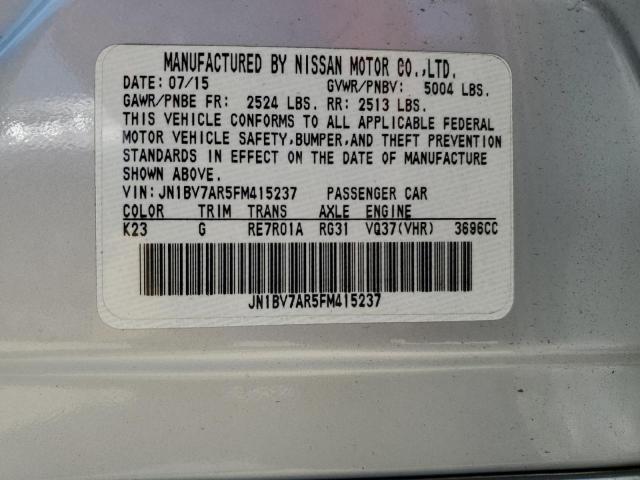 MANUFACTURED BY NISSAN MOTOR CO.,LTD.
DATE: 07/15 GVWR/PNBV: 5004 LBS.
GAWR/PNBE FR: 2524 LBS. RR: 2513 LBS.
THIS VEHICLE CONFORMS TO ALL APPLICABLE FEDERAL
MOTOR VEHICLE SAFETY,BUMPER,AND THEFT PREVENTION
STANDARDS IN EFFECT ON THE DATE OF MANUFACTURE
SHOWN ABOVE.
VIN:JN1BV7AR5FM415237 PASSENGER CAR
COLOR TRIM TRANS AXLE ENGINE
K23 G RE7R01A RG31 VQ37(VHR) 3696CC
JN1BV7AR5FM415237